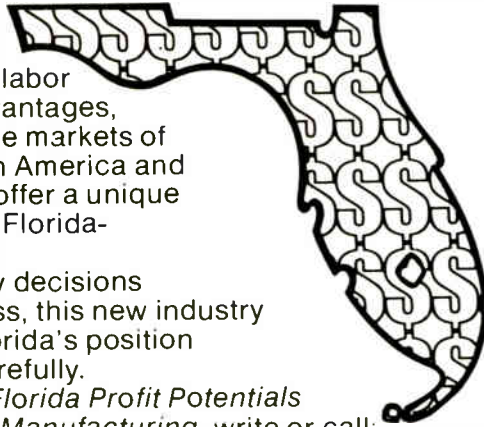 labor
antages,
e markets of
n America and
offer a unique
Florida-
y decisions
ss, this new industry
orida's position
refully.
Florida Profit Potentials
Manufacturing, write or call: